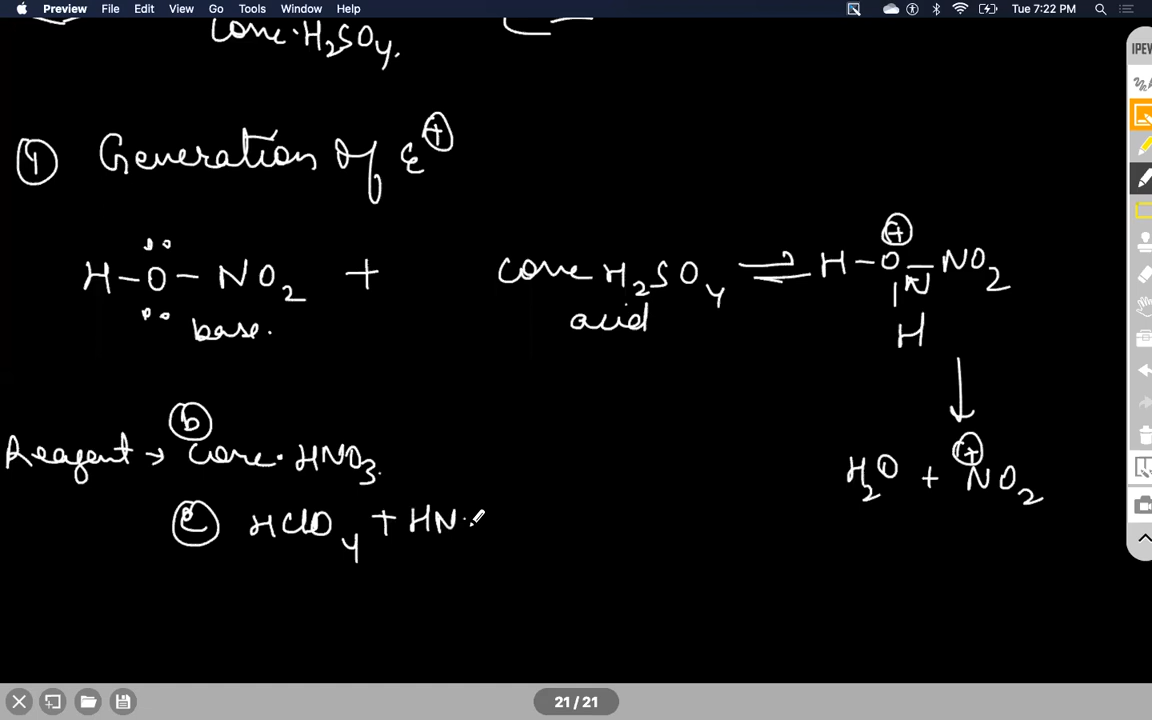 Preview File Edit View Go Tools Window Help Tue 7:22 PM
Conc. H2SO4.
IPEV
① Generation of E⊕
H-O-NO2 + conc H2SO4 ⇌ H-O⊕-NO2
base. acid H
Reagent → ⓑ Conc. HNO3. H2O + ⊕NO2
ⓒ HClO4 + HN
21 / 21